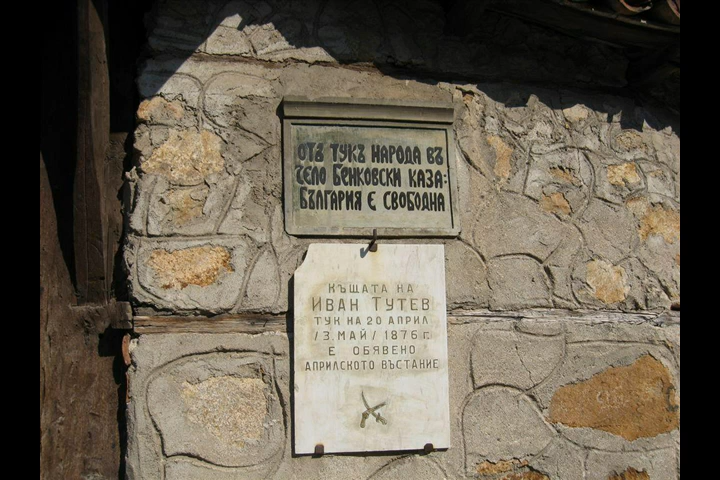 ОТЪ ТУКЪ НАРОДА ВЪ
ЧЕЛО БЕНКОВСКИ КАЗА:
БЪЛГАРИЯ Е СВОБОДНА
КЪЩАТА НА
ИВАН ТУТЕВ
ТУК НА 20 АПРИЛ
/3. МАЙ/ 1876 Г.
Е ОБЯВЕНО
АПРИЛСКОТО ВЪСТАНИЕ